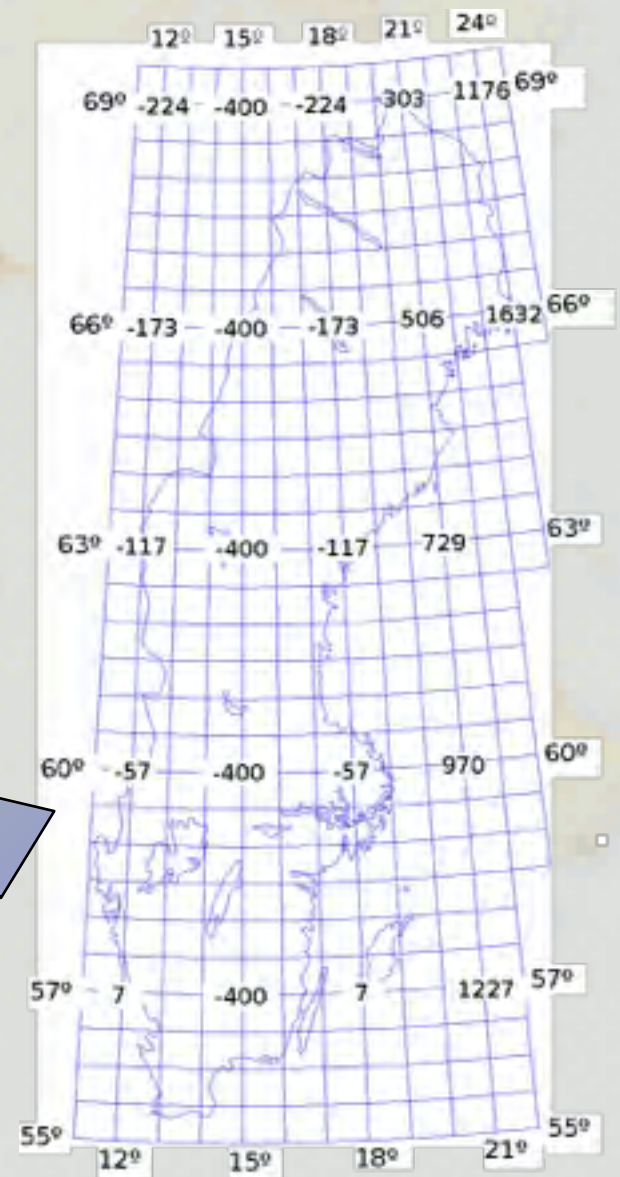 12º 15º 18º 21º 24º
69º -224 -400 -224 303 1176 69º
66º -173 -400 -173 506 1632 66º
63º -117 -400 -117 729 63º
60º -57 -400 -57 970 60º
57º 7 -400 7 1227 57º
55º 55º
12º 15º 18º 21º